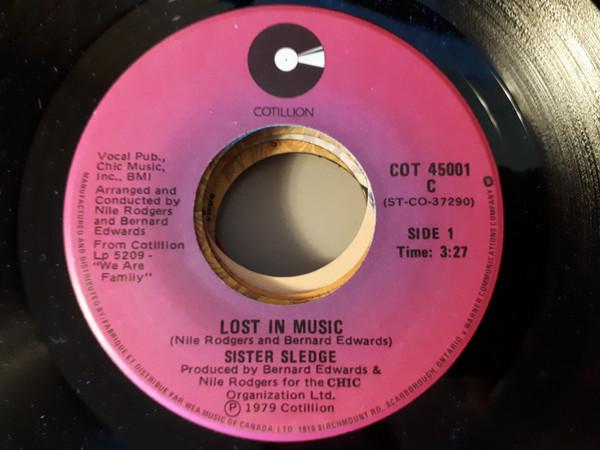 COTILLION
Vocal Pub.,
Chic Music,
Inc., BMI
Arranged and
Conducted by
Nile Rodgers
and Bernard
Edwards
From Cotillion
Lp 5209 -
"We Are
Family"
COT 45001
C
(ST-CO-37290)
SIDE 1
Time: 3:27
LOST IN MUSIC
(Nile Rodgers and Bernard Edwards)
SISTER SLEDGE
Produced by Bernard Edwards &
Nile Rodgers for the CHIC
Organization Ltd.
℗ 1979 Cotillion
MANUFACTURED AND DISTRIBUTED BY/FABRIQUE ET DISTRIBUE PAR WEA MUSIC OF CANADA, LTD. 1810 BIRCHMOUNT RD., SCARBOROUGH, ONTARIO, A WARNER COMMUNICATIONS COMPANY